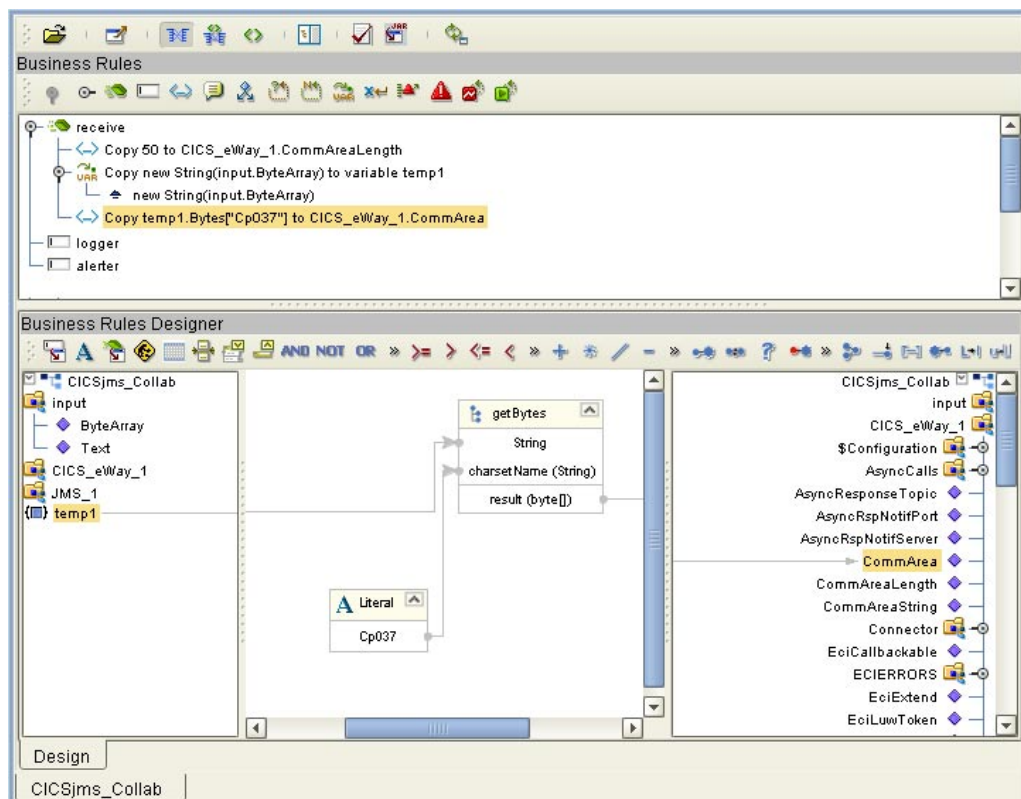 JAR
Business Rules
VAR
receive
Copy 50 to CICS_eWay_1.CommAreaLength
VAR Copy new String(input.ByteArray) to variable temp1
new String(input.ByteArray)
Copy temp1.Bytes["Cp037"] to CICS_eWay_1.CommArea
logger
alerter
Business Rules Designer
A AND NOT OR » >= > <= < » + * / - » ? »
CICSjms_Collab
input
ByteArray
Text
CICS_eWay_1
JMS_1
temp1
getBytes
String
charsetName (String)
result (byte[])
A Literal
Cp037
CICSjms_Collab
input
CICS_eWay_1
$Configuration
AsyncCalls
AsyncResponseTopic
AsyncRspNotifPort
AsyncRspNotifServer
CommArea
CommAreaLength
CommAreaString
Connector
EciCallbackable
ECIERRORS
EciExtend
EciLuwToken
Design
CICSjms_Collab